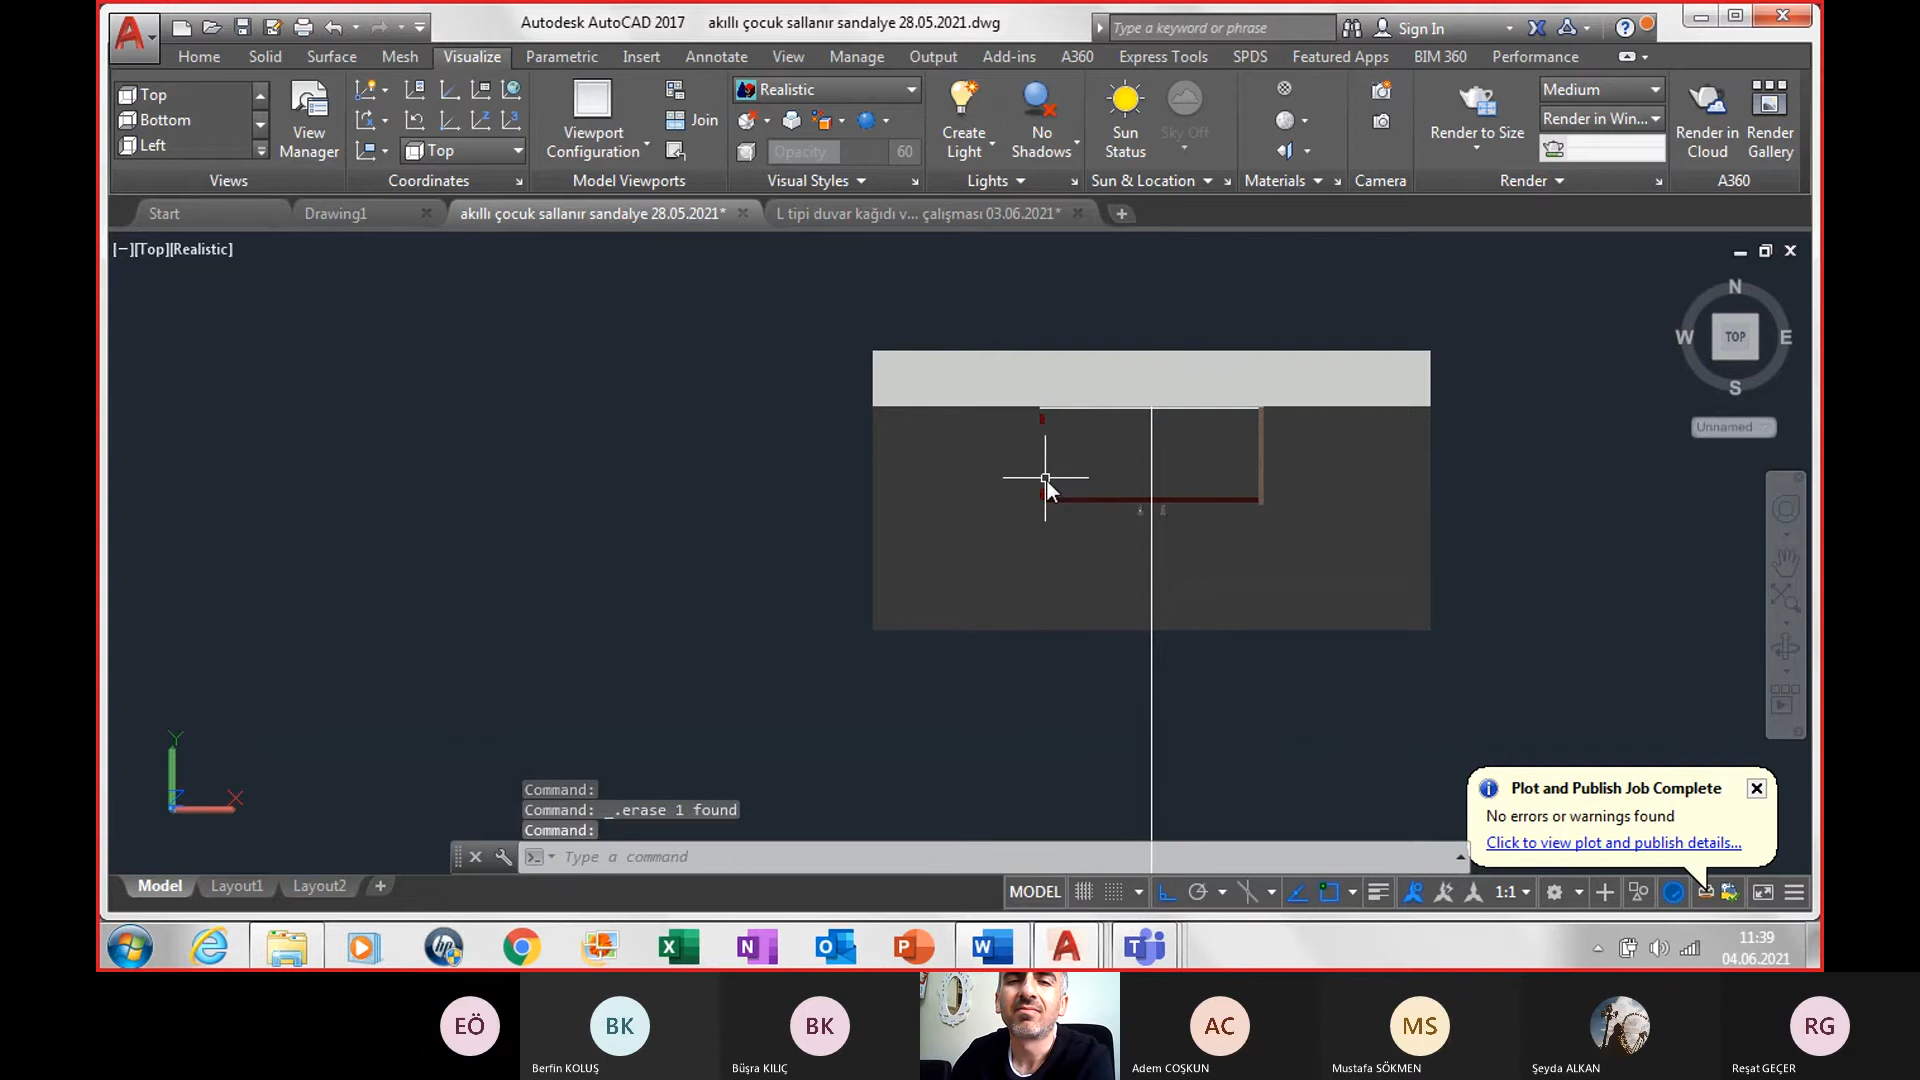 Autodesk AutoCAD 2017 akıllı çocuk sallanır sandalye 28.05.2021.dwg
Type a keyword or phrase
Sign In
Home Solid Surface Mesh Visualize Parametric Insert Annotate View Manage Output Add-ins A360 Express Tools SPDS Featured Apps BIM 360 Performance
Top
Bottom
Left
View
Manager
Top
Viewport
Configuration
Join
Realistic
Opacity 60
Create
Light
No
Shadows
Sun
Status
Sky Off
Render to Size
Medium
Render in Win...
Render in
Cloud
Render
Gallery
Views Coordinates Model Viewports Visual Styles Lights Sun & Location Materials Camera Render A360
Start Drawing1 akıllı çocuk sallanır sandalye 28.05.2021* L tipi duvar kağıdı v... çalışması 03.06.2021*
[−][Top][Realistic]
N
W TOP E
S
Unnamed
Y
X
Z
Command:
Command: _.erase 1 found
Command:
Type a command
Plot and Publish Job Complete
No errors or warnings found
Click to view plot and publish details...
Model Layout1 Layout2
MODEL 1:1
11:39
04.06.2021
EÖ BK BK AC MS RG
Berfin KOLUŞ Büşra KILIÇ Adem COŞKUN Mustafa SÖKMEN Şeyda ALKAN Reşat GEÇER